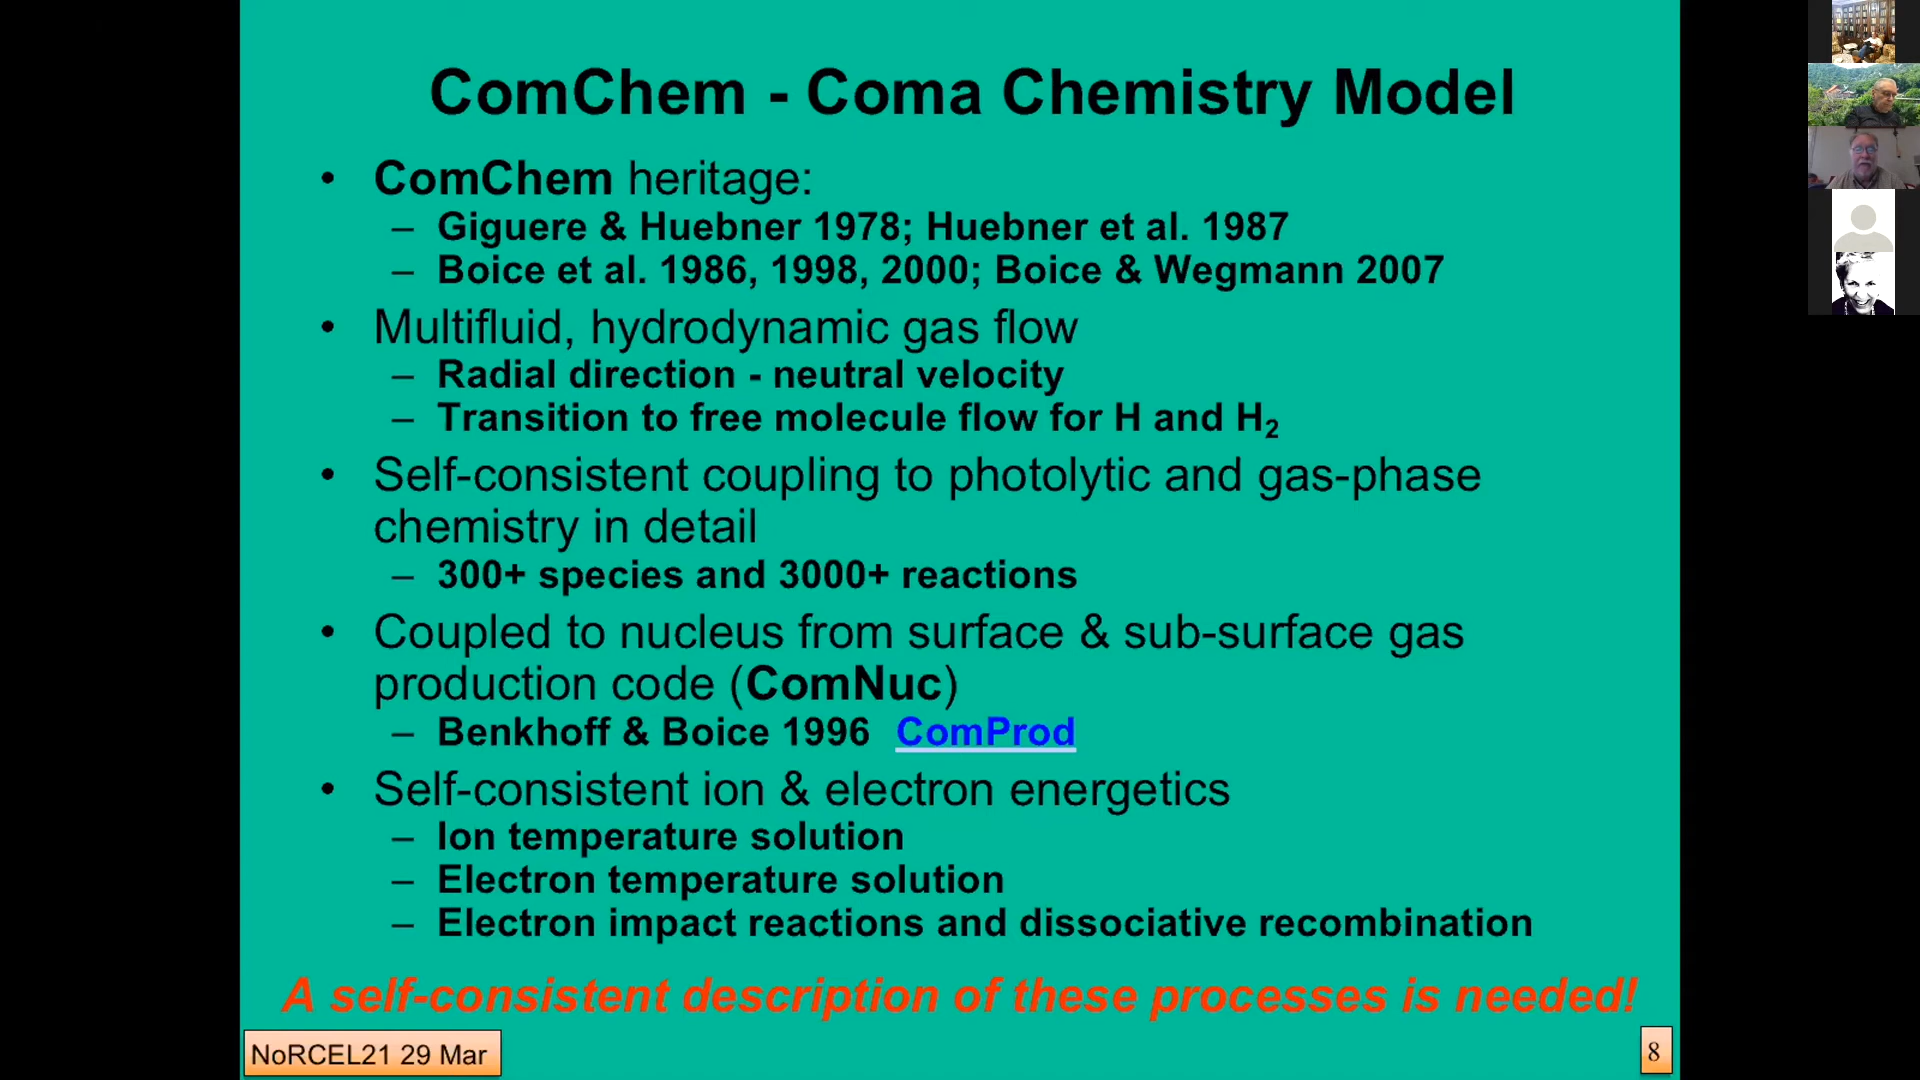 ComChem - Coma Chemistry Model
• ComChem heritage:
– Giguere & Huebner 1978; Huebner et al. 1987
– Boice et al. 1986, 1998, 2000; Boice & Wegmann 2007
• Multifluid, hydrodynamic gas flow
– Radial direction - neutral velocity
– Transition to free molecule flow for H and H₂
• Self-consistent coupling to photolytic and gas-phase
chemistry in detail
– 300+ species and 3000+ reactions
• Coupled to nucleus from surface & sub-surface gas
production code (ComNuc)
– Benkhoff & Boice 1996 ComProd
• Self-consistent ion & electron energetics
– Ion temperature solution
– Electron temperature solution
– Electron impact reactions and dissociative recombination
A self-consistent description of these processes is needed!
NoRCEL21 29 Mar
8